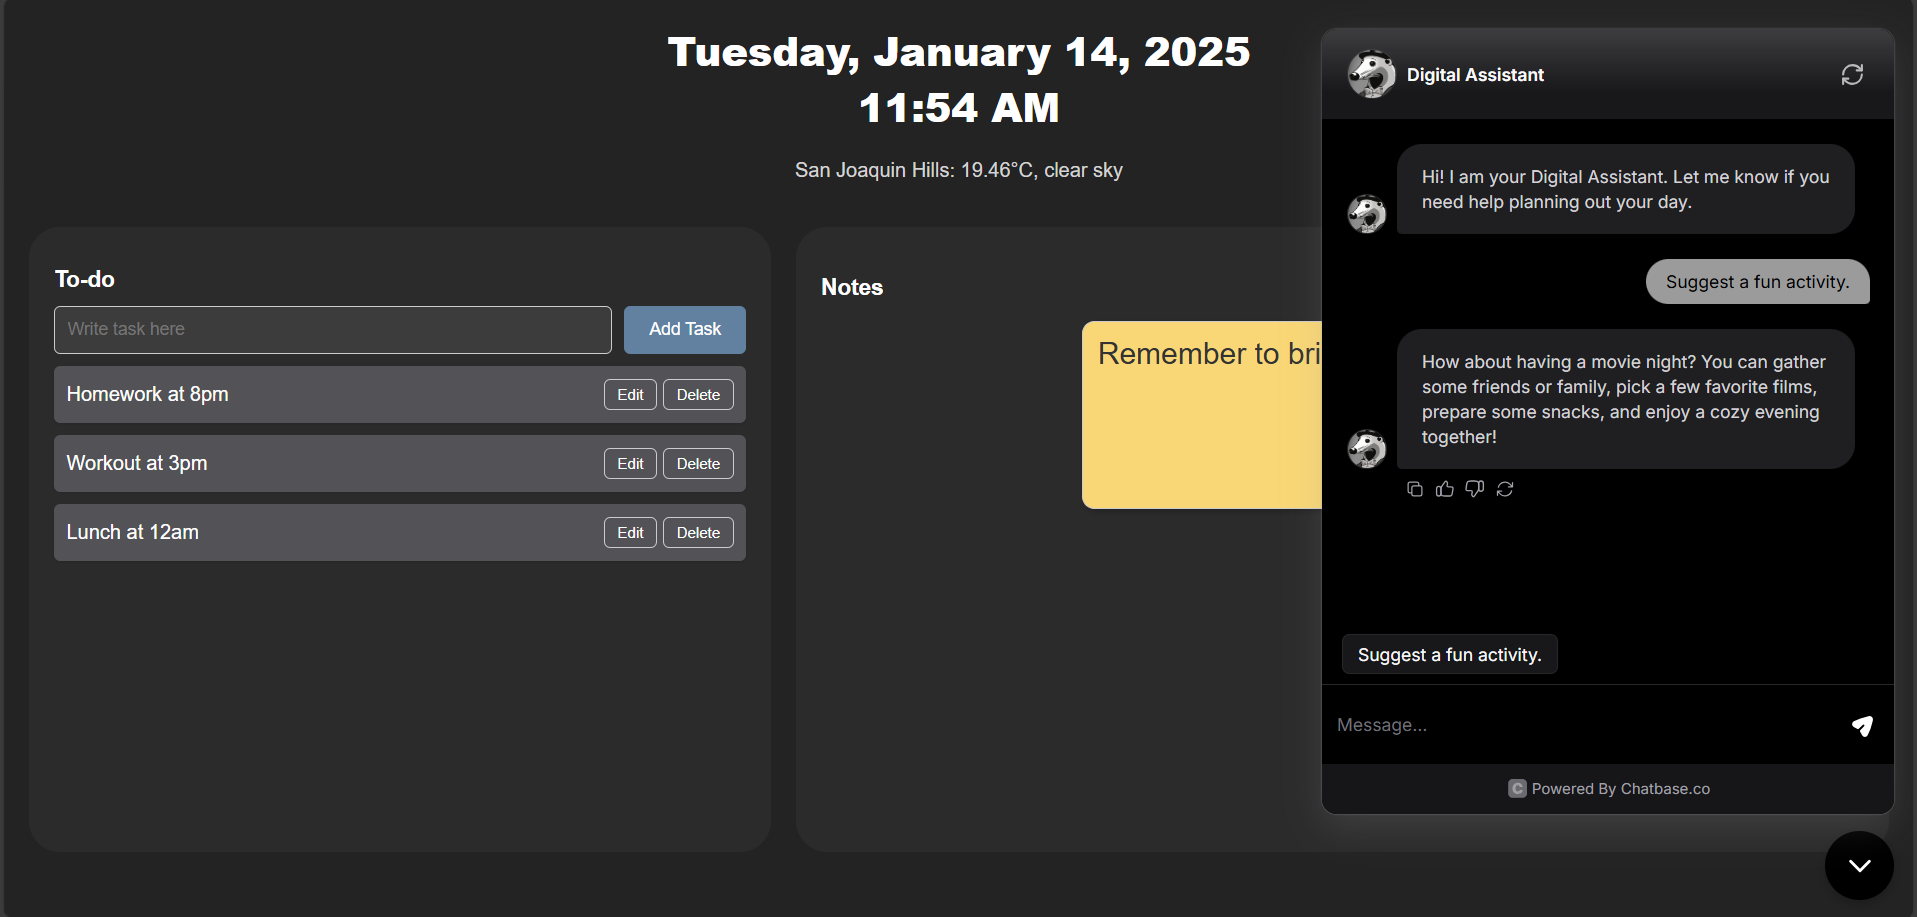 Tuesday, January 14, 2025
11:54 AM
San Joaquin Hills: 19.46°C, clear sky
To-do
Write task here
Add Task
Homework at 8pm
Edit
Delete
Workout at 3pm
Edit
Delete
Lunch at 12am
Edit
Delete
Notes
Remember to bri
Digital Assistant
Hi! I am your Digital Assistant. Let me know if you
need help planning out your day.
Suggest a fun activity.
How about having a movie night? You can gather
some friends or family, pick a few favorite films,
prepare some snacks, and enjoy a cozy evening
together!
Suggest a fun activity.
Message...
C Powered By Chatbase.co